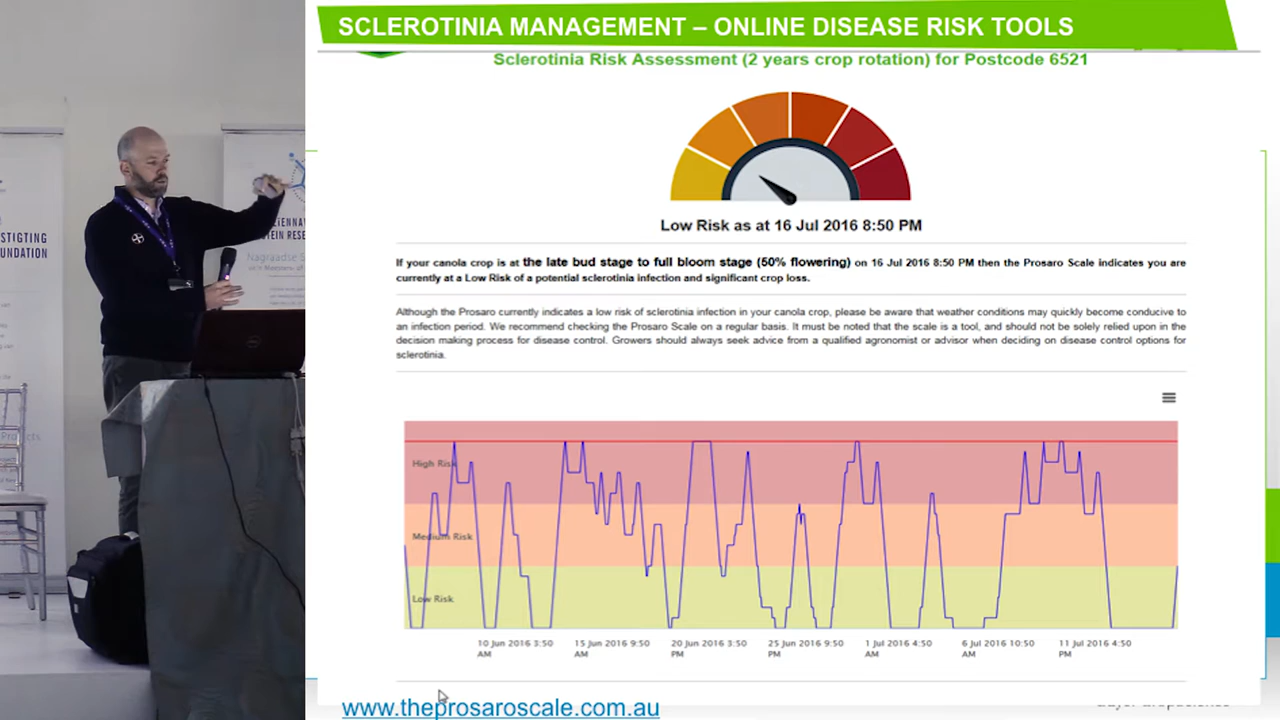 SCLEROTINIA MANAGEMENT – ONLINE DISEASE RISK TOOLS
Sclerotinia Risk Assessment (2 years crop rotation) for Postcode 6521
Low Risk as at 16 Jul 2016 8:50 PM
If your canola crop is at the late bud stage to full bloom stage (50% flowering) on 16 Jul 2016 8:50 PM then the Prosaro Scale indicates you are
currently at a Low Risk of a potential sclerotinia infection and significant crop loss.
Although the Prosaro currently indicates a low risk of sclerotinia infection in your canola crop, please be aware that weather conditions may quickly become conducive to
an infection period. We recommend checking the Prosaro Scale on a regular basis. It must be noted that the scale is a tool, and should not be solely relied upon in the
decision making process for disease control. Growers should always seek advice from a qualified agronomist or advisor when deciding on disease control options for
sclerotinia.
High Risk
Medium Risk
Low Risk
10 Jun 2016 3:50 AM
15 Jun 2016 9:50 AM
20 Jun 2016 3:50 PM
25 Jun 2016 9:50 PM
1 Jul 2016 4:50 AM
6 Jul 2016 10:50 AM
11 Jul 2016 4:50 PM
www.theprosaroscale.com.au
STIGTING
OUNDATION
Nagraadse